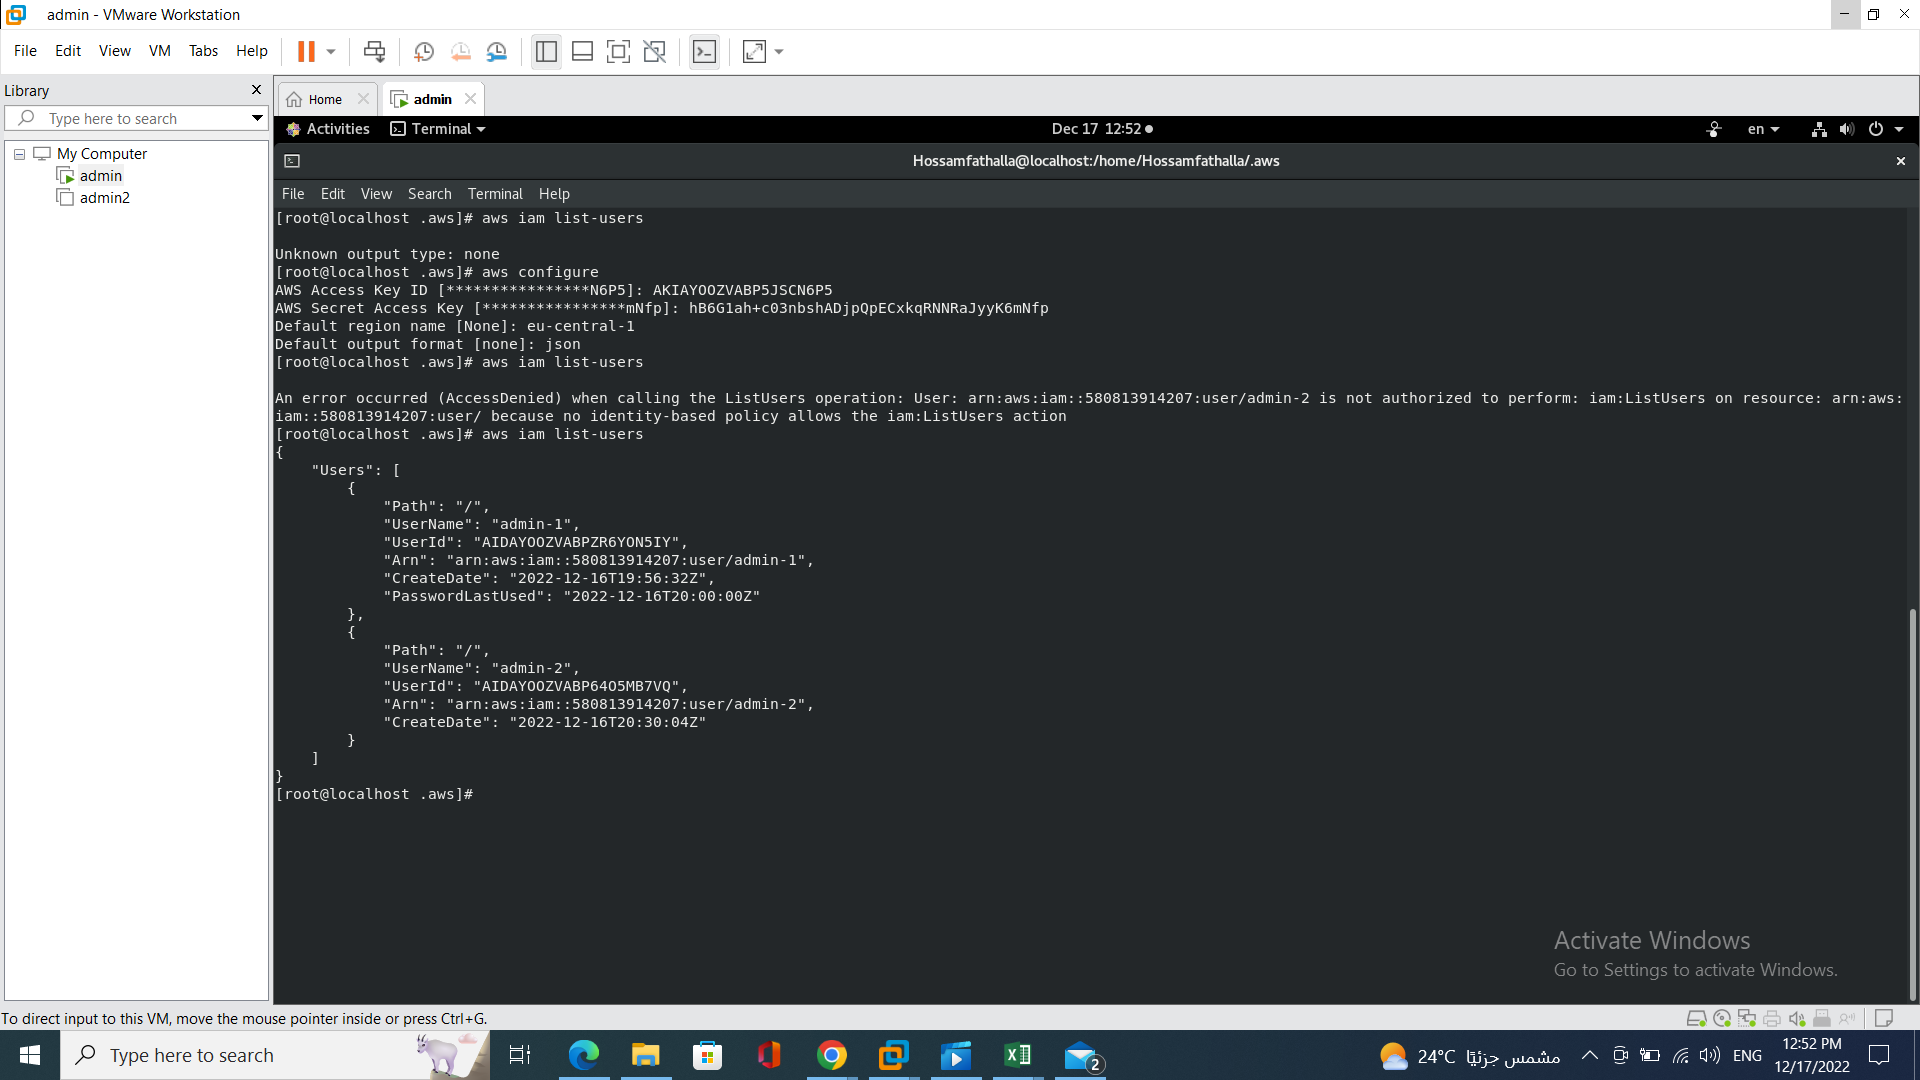 admin - VMware Workstation
File Edit View VM Tabs Help
Library
Type here to search
My Computer
admin
admin2
Home
admin
Activities Terminal Dec 17 12:52 en
Hossamfathalla@localhost:/home/Hossamfathalla/.aws
File Edit View Search Terminal Help
[root@localhost .aws]# aws iam list-users
Unknown output type: none
[root@localhost .aws]# aws configure
AWS Access Key ID [****************N6P5]: AKIAYOOZVABP5JSCN6P5
AWS Secret Access Key [****************mNfp]: 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
Default region name [None]: eu-central-1
Default output format [none]: json
[root@localhost .aws]# aws iam list-users
An error occurred (AccessDenied) when calling the ListUsers operation: User: arn:aws:iam::580813914207:user/admin-2 is not authorized to perform: iam:ListUsers on resource: arn:aws:
iam::580813914207:user/ because no identity-based policy allows the iam:ListUsers action
[root@localhost .aws]# aws iam list-users
{
"Users": [
{
"Path": "/",
"UserName": "admin-1",
"UserId": "AIDAYOOZVABPZR6YON5IY",
"Arn": "arn:aws:iam::580813914207:user/admin-1",
"CreateDate": "2022-12-16T19:56:32Z",
"PasswordLastUsed": "2022-12-16T20:00:00Z"
},
{
"Path": "/",
"UserName": "admin-2",
"UserId": "AIDAYOOZVABP64O5MB7VQ",
"Arn": "arn:aws:iam::580813914207:user/admin-2",
"CreateDate": "2022-12-16T20:30:04Z"
}
]
}
[root@localhost .aws]#
Activate Windows
Go to Settings to activate Windows.
To direct input to this VM, move the mouse pointer inside or press Ctrl+G.
Type here to search
2
24°C مشمس جزئيًا
ENG
12:52 PM
12/17/2022